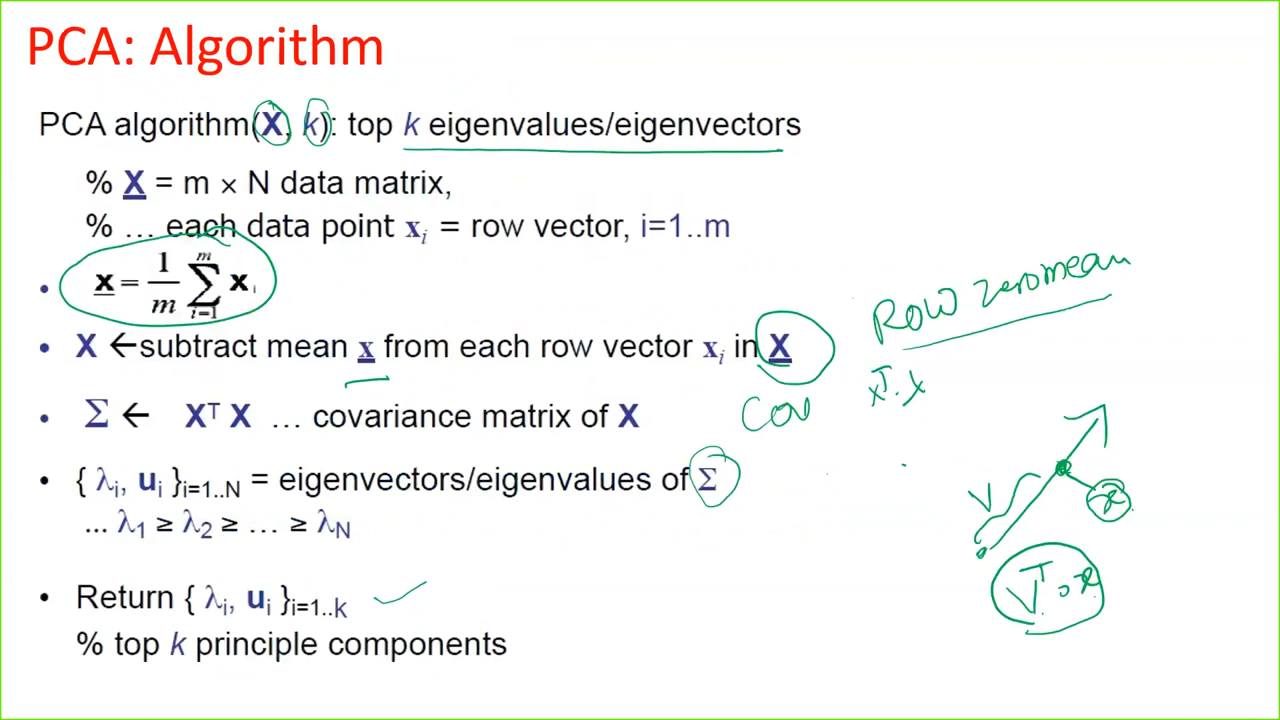 PCA: Algorithm
PCA algorithm(X, k): top k eigenvalues/eigenvectors
% X = m × N data matrix,
% … each data point xᵢ = row vector, i=1..m
• x = 1/m ∑ᵢ₌₁ᵐ xᵢ
Row zeromean
• X ←subtract mean x from each row vector xᵢ in X
xᵀ.x
• Σ ← Xᵀ X … covariance matrix of X
Cov
• { λᵢ, uᵢ }i=1..N = eigenvectors/eigenvalues of Σ
... λ₁ ≥ λ₂ ≥ … ≥ λN
V
x
Vᵀ∘x
• Return { λᵢ, uᵢ }i=1..k
% top k principle components